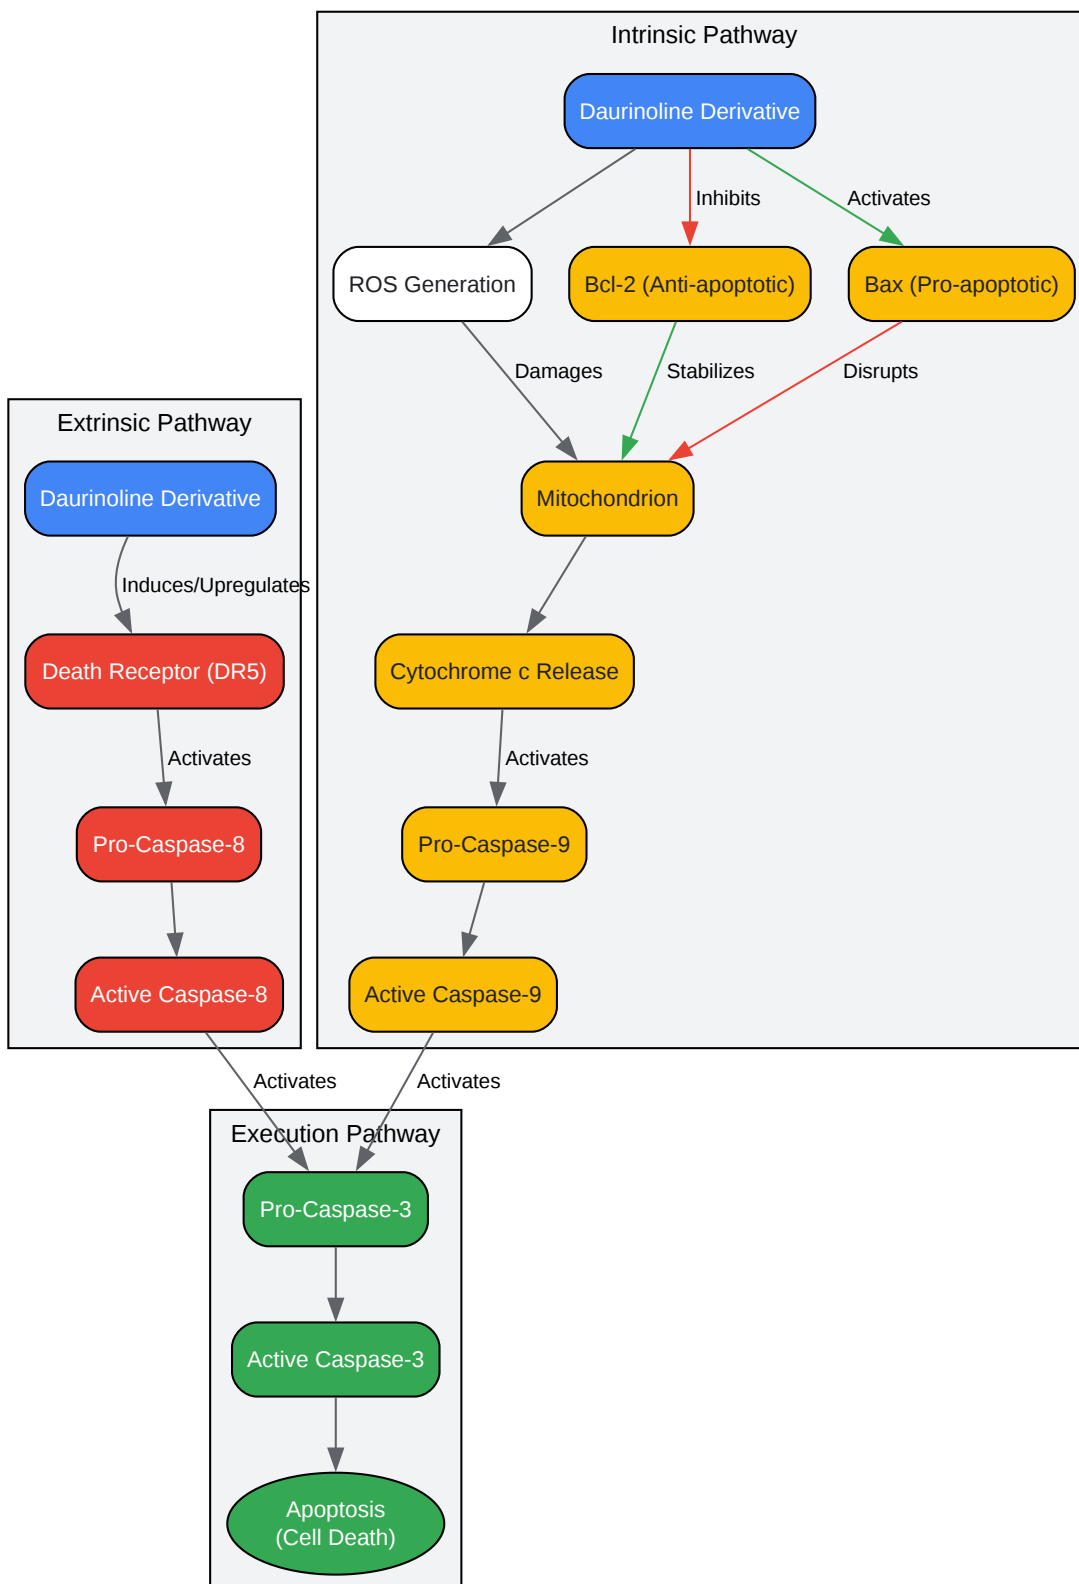 Intrinsic Pathway
Daurinoline Derivative
Inhibits
Activates
ROS Generation
Bcl-2 (Anti-apoptotic)
Bax (Pro-apoptotic)
Damages
Stabilizes
Disrupts
Mitochondrion
Cytochrome c Release
Activates
Pro-Caspase-9
Active Caspase-9
Activates
Extrinsic Pathway
Daurinoline Derivative
Induces/Upregulates
Death Receptor (DR5)
Activates
Pro-Caspase-8
Active Caspase-8
Activates
Execution Pathway
Pro-Caspase-3
Active Caspase-3
Apoptosis
(Cell Death)